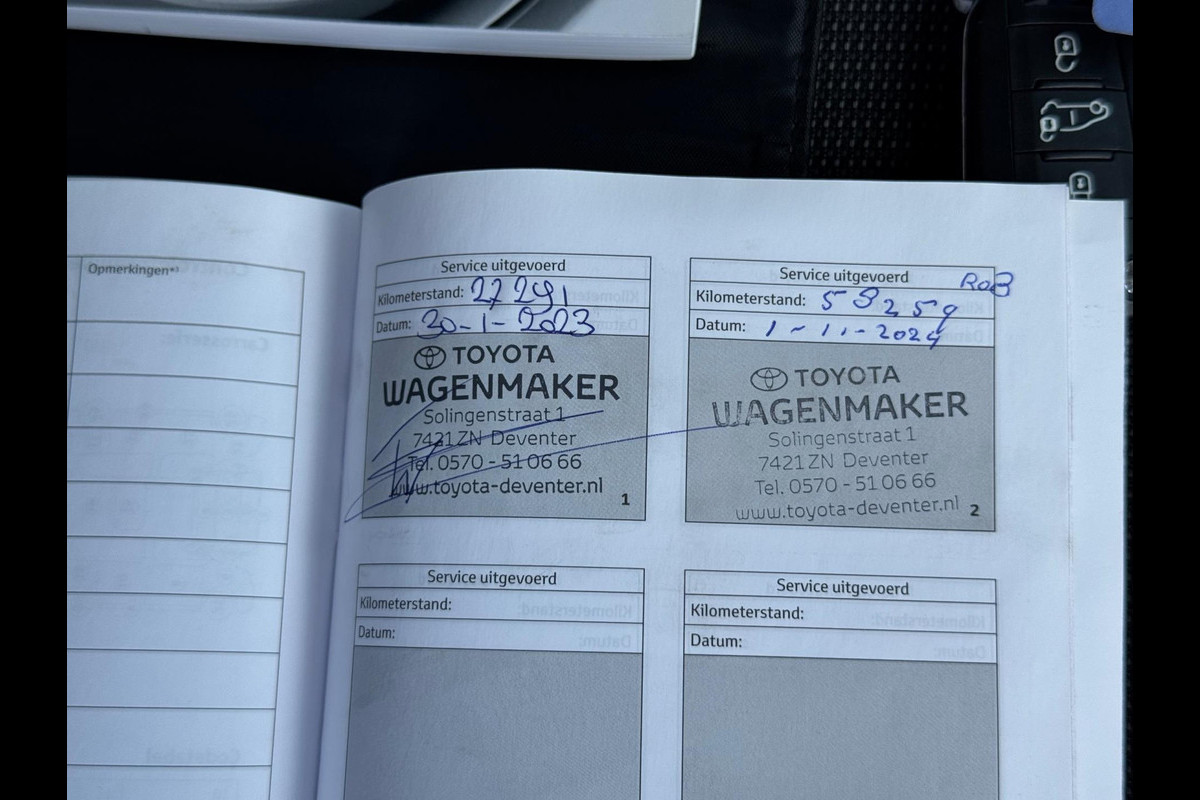 Opmerkingen*)
Service uitgevoerd
Kilometerstand: 27291
Datum: 30-1-2023
TOYOTA
WAGENMAKER
Solingenstraat 1
7421 ZN Deventer
Tel. 0570 - 51 06 66
www.toyota-deventer.nl
1
Service uitgevoerd
ROB
Kilometerstand: 59259
Datum: 1-11-2024
TOYOTA
WAGENMAKER
Solingenstraat 1
7421 ZN Deventer
Tel. 0570 - 51 06 66
www.toyota-deventer.nl
2
Service uitgevoerd
Kilometerstand:
Datum:
Service uitgevoerd
Kilometerstand:
Datum: